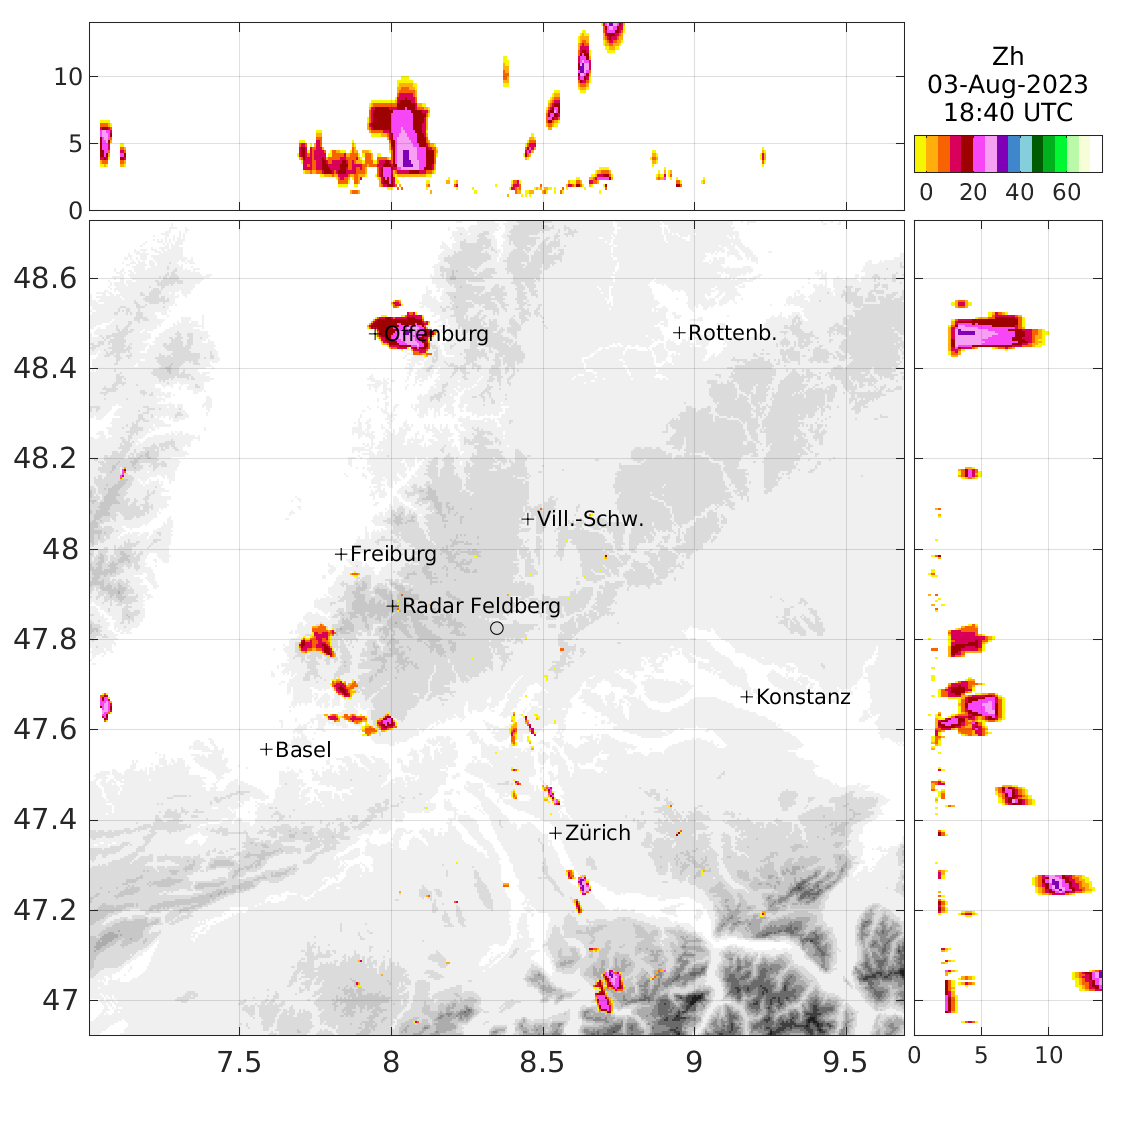 Zh
03-Aug-2023
18:40 UTC
0 20 40 60
10
5
0
48.6
48.4
48.2
48
47.8
47.6
47.4
47.2
47
Offenburg
Rottenb.
Vill.-Schw.
Freiburg
Radar Feldberg
Konstanz
Basel
Zürich
7.5 8 8.5 9 9.5
0 5 10